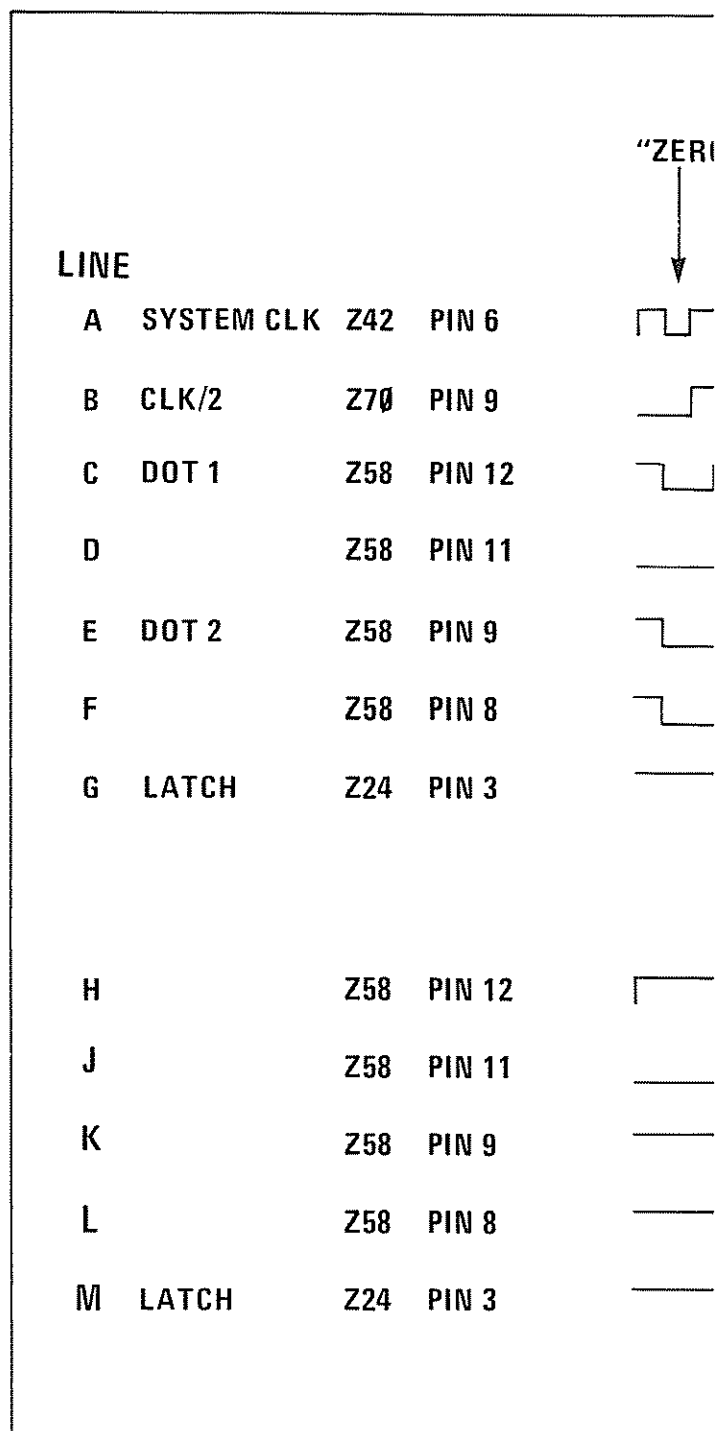 "ZER
LINE
A SYSTEM CLK Z42 PIN 6
B CLK/2 Z70 PIN 9
C DOT 1 Z58 PIN 12
D Z58 PIN 11
E DOT 2 Z58 PIN 9
F Z58 PIN 8
G LATCH Z24 PIN 3
H Z58 PIN 12
J Z58 PIN 11
K Z58 PIN 9
L Z58 PIN 8
M LATCH Z24 PIN 3